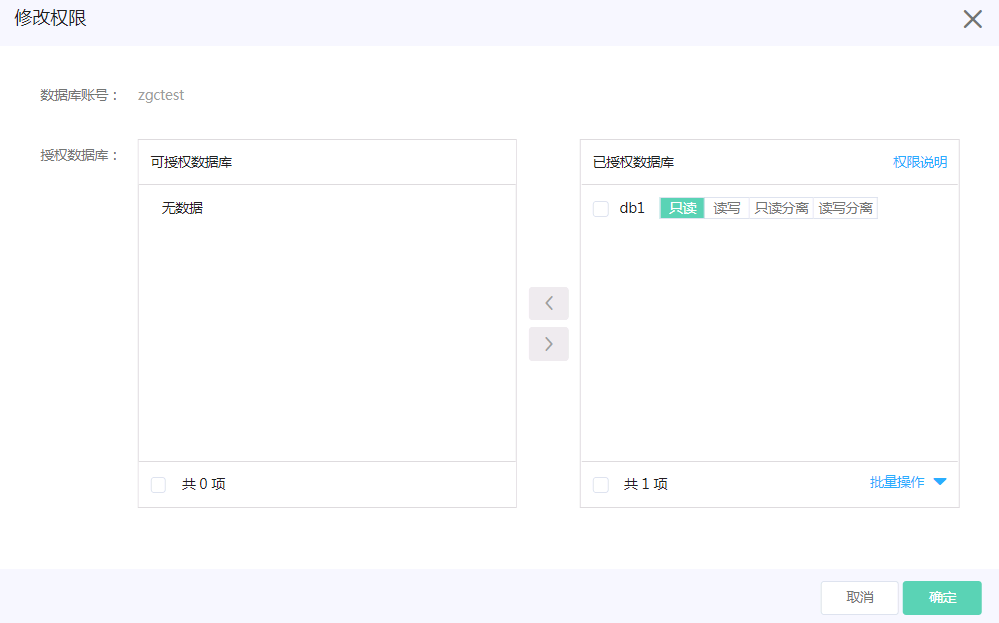 修改权限
数据库账号： zgctest
授权数据库：
可授权数据库
无数据
共 0 项
已授权数据库 权限说明
db1 只读 读写 只读分离 读写分离
共 1 项 批量操作
取消 确定